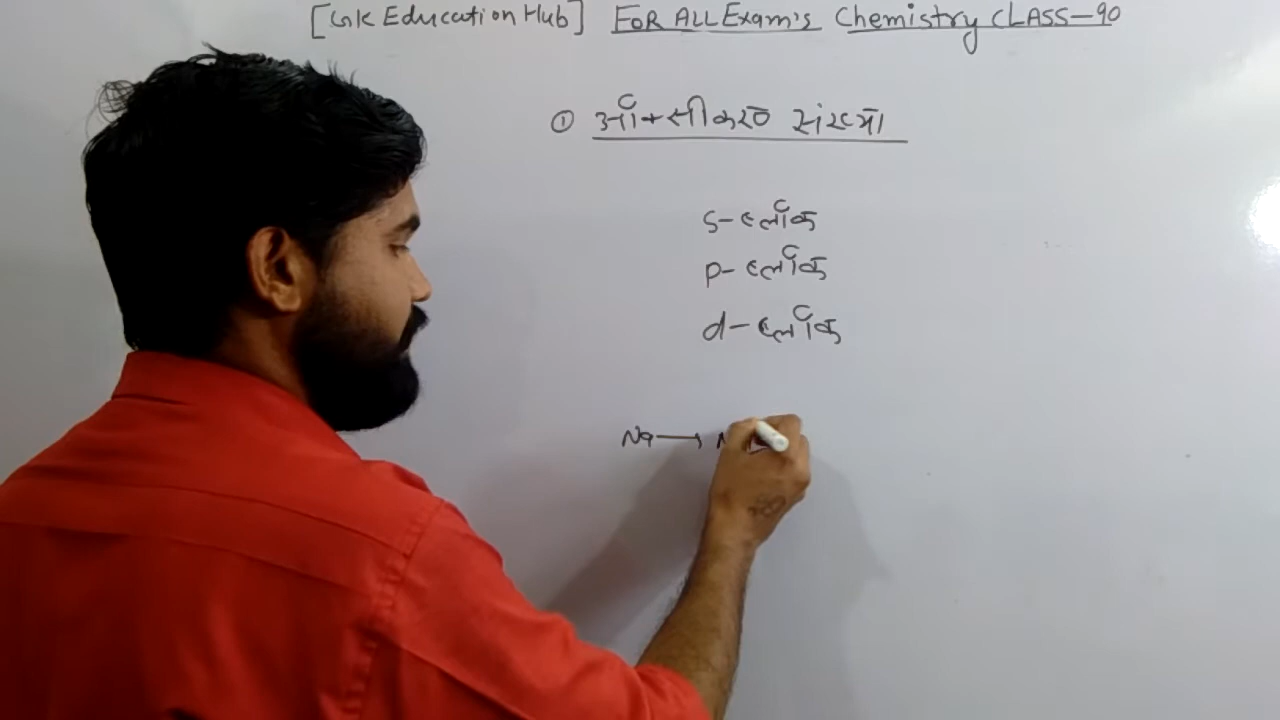 [GK Education Hub] FOR ALL Exam's Chemistry CLASS-90
① ऑक्सीकरण संख्या
s-ब्लॉक
p-ब्लॉक
d-ब्लॉक
Na → N